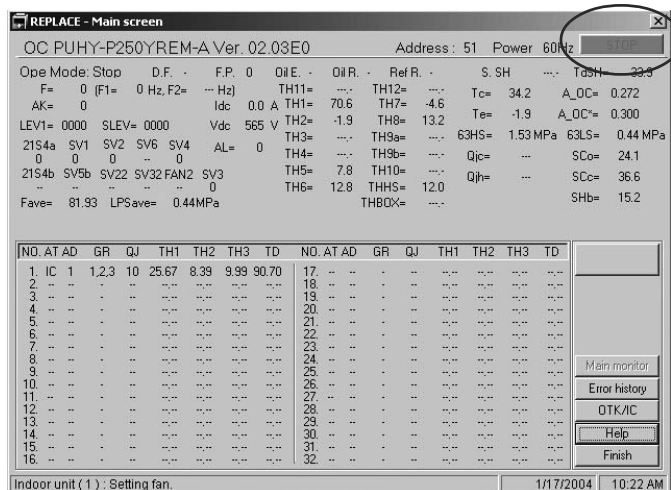 REPLACE - Main screen
OC PUHY-P250YREM-A Ver. 02.03E0 Address : 51 Power 60Hz STOP
Ope Mode: Stop D.F. - F.P. 0 Oil E. - Oil R. - Ref R. - S. SH --.- TdSH= 33.9
F= 0 (F1= 0 Hz, F2= --- Hz) TH11= ---.- TH12= ---.- Tc= 34.2 A_OC= 0.272
AK= 0 Idc 0.0 A TH1= 70.6 TH7= -4.6 Te= -1.9 A_OC*= 0.300
LEV1= 0000 SLEV= 0000 Vdc 565 V TH2= -1.9 TH8= 13.2
21S4a SV1 SV2 SV6 SV4 AL= 0 TH3= ---.- TH9a= ---.- 63HS= 1.53 MPa 63LS= 0.44 MPa
0 0 0 -- 0 TH4= ---.- TH9b= ---.- Qjc= --- SCo= 24.1
21S4b SV5b SV22 SV32 FAN2 SV3 TH5= 7.8 TH10= ---.- Qjh= --- SCc= 36.6
-- -- -- -- -- 0 TH6= 12.8 THHS= 12.0 SHb= 15.2
Fave= 81.93 LPSave= 0.44MPa THBOX= ---.-
NO. AT AD GR QJ TH1 TH2 TH3 TD NO. AT AD GR QJ TH1 TH2 TH3 TD
1. IC 1 1,2,3 10 25.67 8.39 9.99 90.70 17. -- -- - -- --.-- --.-- --.-- --.--
2. -- -- - -- --.-- --.-- --.-- --.-- 18. -- -- - -- --.-- --.-- --.-- --.--
3. -- -- - -- --.-- --.-- --.-- --.-- 19. -- -- - -- --.-- --.-- --.-- --.--
4. -- -- - -- --.-- --.-- --.-- --.-- 20. -- -- - -- --.-- --.-- --.-- --.--
5. -- -- - -- --.-- --.-- --.-- --.-- 21. -- -- - -- --.-- --.-- --.-- --.--
6. -- -- - -- --.-- --.-- --.-- --.-- 22. -- -- - -- --.-- --.-- --.-- --.--
7. -- -- - -- --.-- --.-- --.-- --.-- 23. -- -- - -- --.-- --.-- --.-- --.--
8. -- -- - -- --.-- --.-- --.-- --.-- 24. -- -- - -- --.-- --.-- --.-- --.--
9. -- -- - -- --.-- --.-- --.-- --.-- 25. -- -- - -- --.-- --.-- --.-- --.-- Main monitor
10. -- -- - -- --.-- --.-- --.-- --.-- 26. -- -- - -- --.-- --.-- --.-- --.-- Error history
11. -- -- - -- --.-- --.-- --.-- --.-- 27. -- -- - -- --.-- --.-- --.-- --.--
12. -- -- - -- --.-- --.-- --.-- --.-- 28. -- -- - -- --.-- --.-- --.-- --.-- OTK/IC
13. -- -- - -- --.-- --.-- --.-- --.-- 29. -- -- - -- --.-- --.-- --.-- --.--
14. -- -- - -- --.-- --.-- --.-- --.-- 30. -- -- - -- --.-- --.-- --.-- --.-- Help
15. -- -- - -- --.-- --.-- --.-- --.-- 31. -- -- - -- --.-- --.-- --.-- --.--
16. -- -- - -- --.-- --.-- --.-- --.-- 32. -- -- - -- --.-- --.-- --.-- --.-- Finish
Indoor unit ( 1 ) : Setting fan. 1/17/2004 10:22 AM